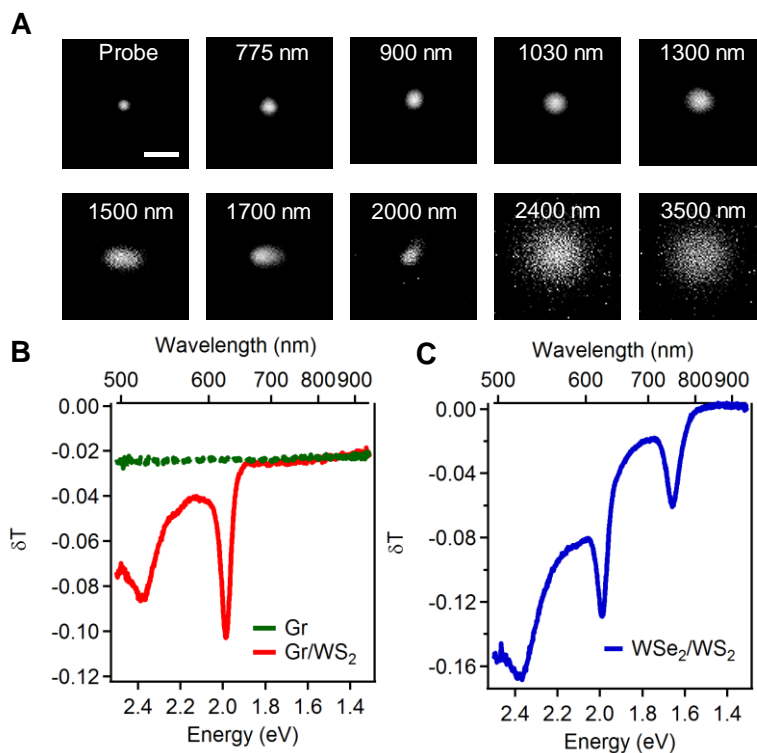 A
Probe
775 nm
900 nm
1030 nm
1300 nm
1500 nm
1700 nm
2000 nm
2400 nm
3500 nm
B
Wavelength (nm)
500 600 700 800 900
0.00
-0.02
-0.04
-0.06
-0.08
-0.10
-0.12
δT
Gr
Gr/WS₂
2.4 2.2 2.0 1.8 1.6 1.4
Energy (eV)
C
Wavelength (nm)
500 600 700 800 900
0.00
-0.04
-0.08
-0.12
-0.16
δT
WSe₂/WS₂
2.4 2.2 2.0 1.8 1.6 1.4
Energy (eV)